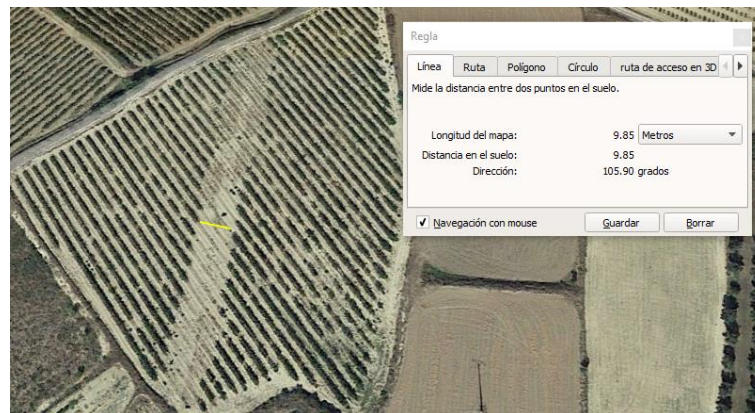 Regla
Línea Ruta Polígono Círculo ruta de acceso en 3D
Mide la distancia entre dos puntos en el suelo.
Longitud del mapa: 9.85 Metros
Distancia en el suelo: 9.85
Dirección: 105.90 grados
Navegación con mouse Guardar Borrar